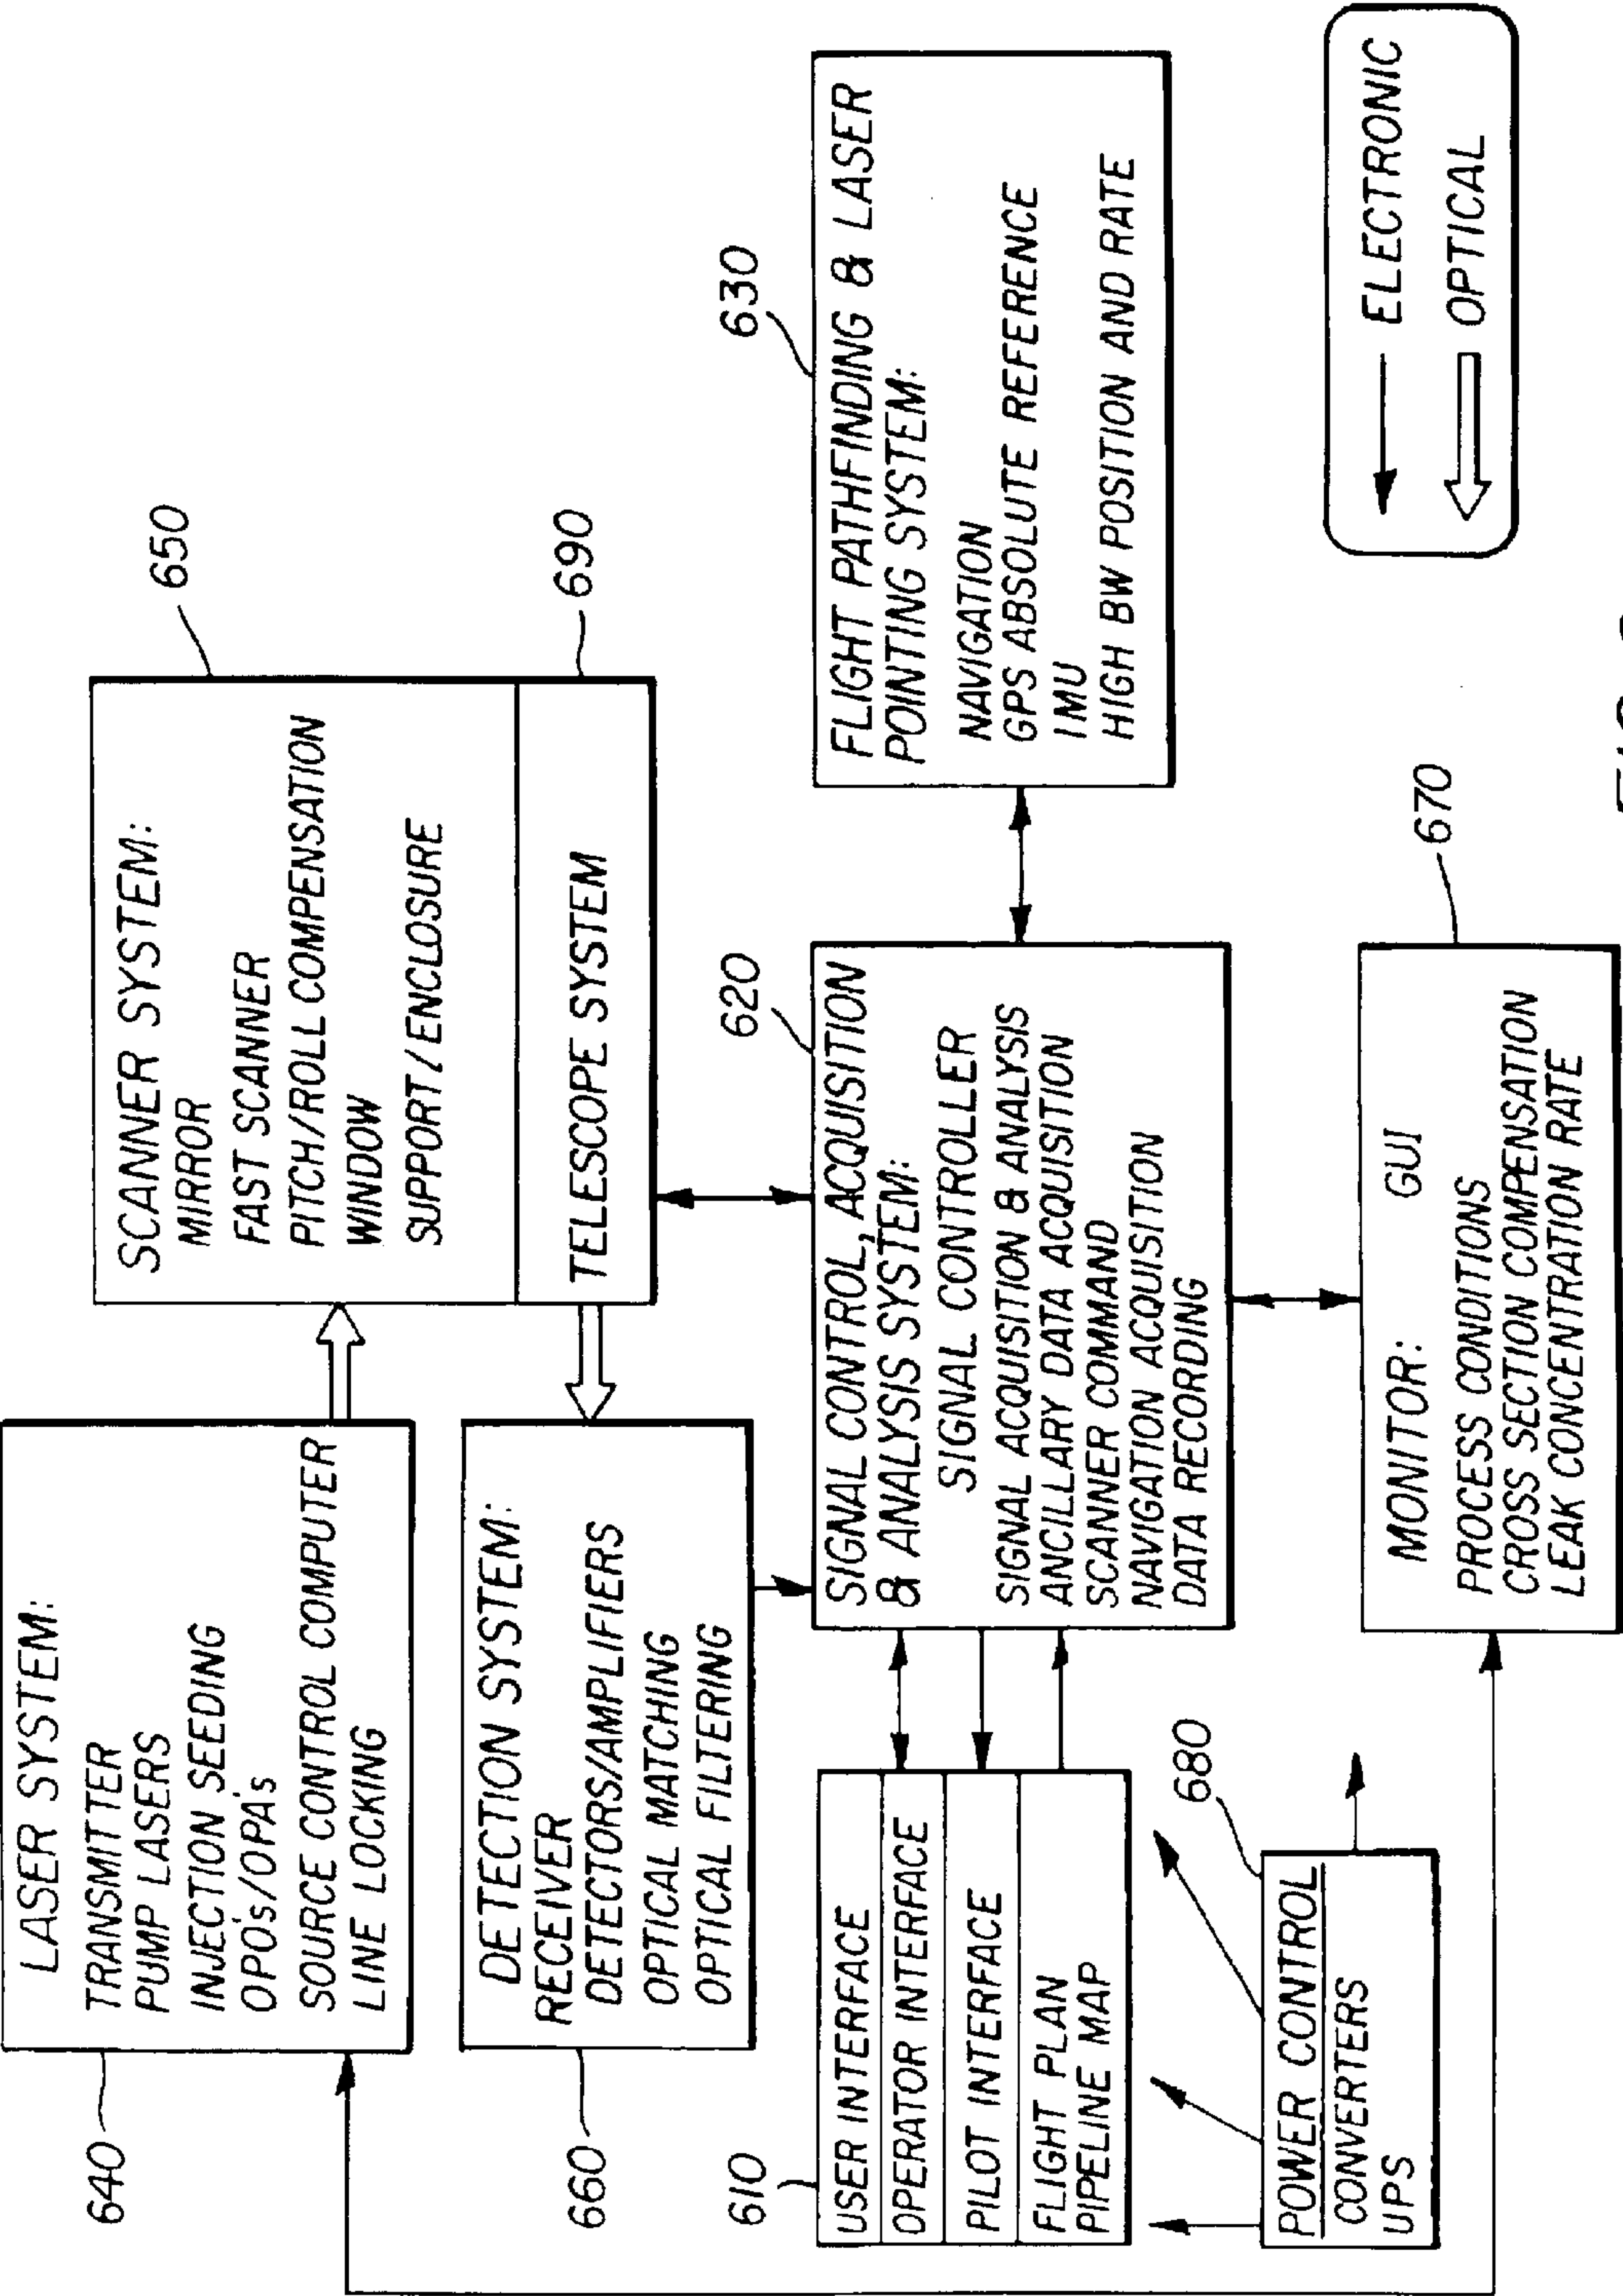 640
LASER SYSTEM:
TRANSMITTER
PUMP LASERS
INJECTION SEEDING
OPO's/OPA's
SOURCE CONTROL COMPUTER
LINE LOCKING
650
SCANNER SYSTEM:
MIRROR
FAST SCANNER
PITCH/ROLL COMPENSATION
WINDOW
SUPPORT/ENCLOSURE
690
TELESCOPE SYSTEM
660
DETECTION SYSTEM:
RECEIVER
DETECTORS/AMPLIFIERS
OPTICAL MATCHING
OPTICAL FILTERING
610
USER INTERFACE
OPERATOR INTERFACE
PILOT INTERFACE
FLIGHT PLAN
PIPELINE MAP
620
SIGNAL CONTROL, ACQUISITION
& ANALYSIS SYSTEM:
SIGNAL CONTROLLER
SIGNAL ACQUISITION & ANALYSIS
ANCILLARY DATA ACQUISITION
SCANNER COMMAND
NAVIGATION ACQUISITION
DATA RECORDING
630
FLIGHT PATHFINDING & LASER
POINTING SYSTEM:
NAVIGATION
GPS ABSOLUTE REFERENCE
IMU
HIGH BW POSITION AND RATE
680
POWER CONTROL
CONVERTERS
UPS
670
MONITOR: GUI
PROCESS CONDITIONS
CROSS SECTION COMPENSATION
LEAK CONCENTRATION RATE
ELECTRONIC
OPTICAL